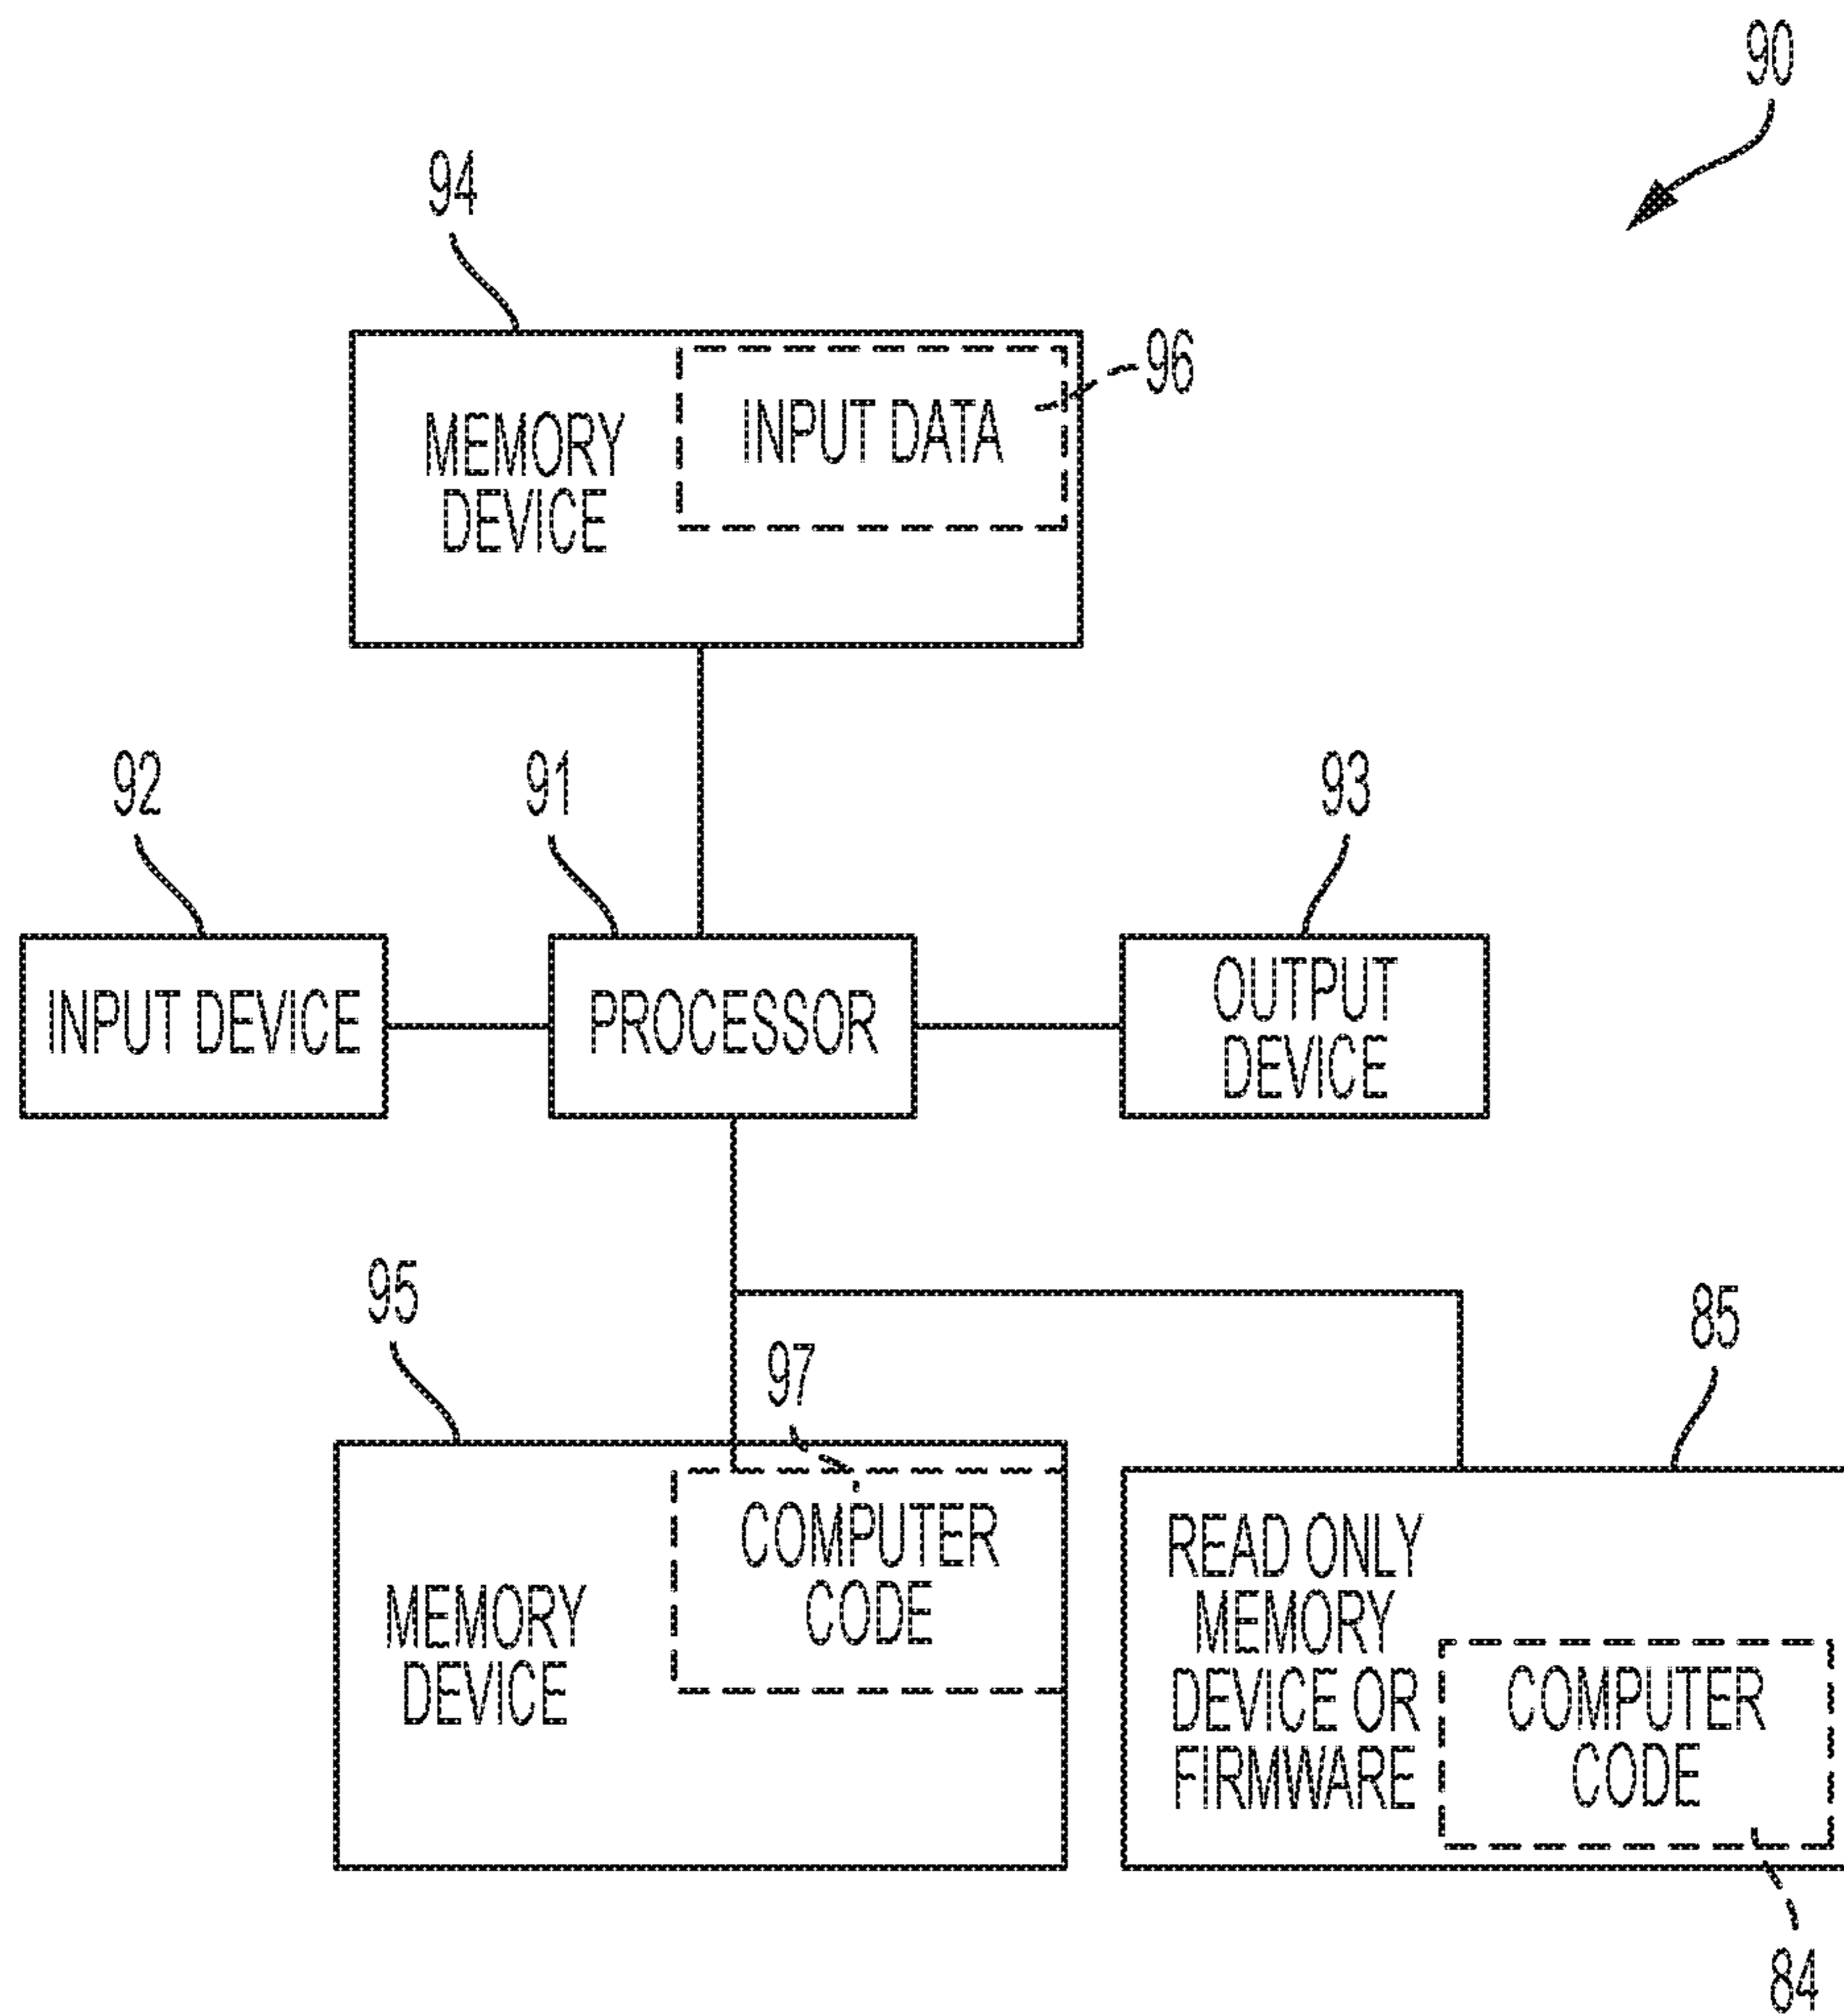 90
94
96
MEMORY
DEVICE
INPUT DATA
92
91
93
INPUT DEVICE
PROCESSOR
OUTPUT
DEVICE
95
97
85
MEMORY
DEVICE
COMPUTER
CODE
READ ONLY
MEMORY
DEVICE OR
FIRMWARE
COMPUTER
CODE
84